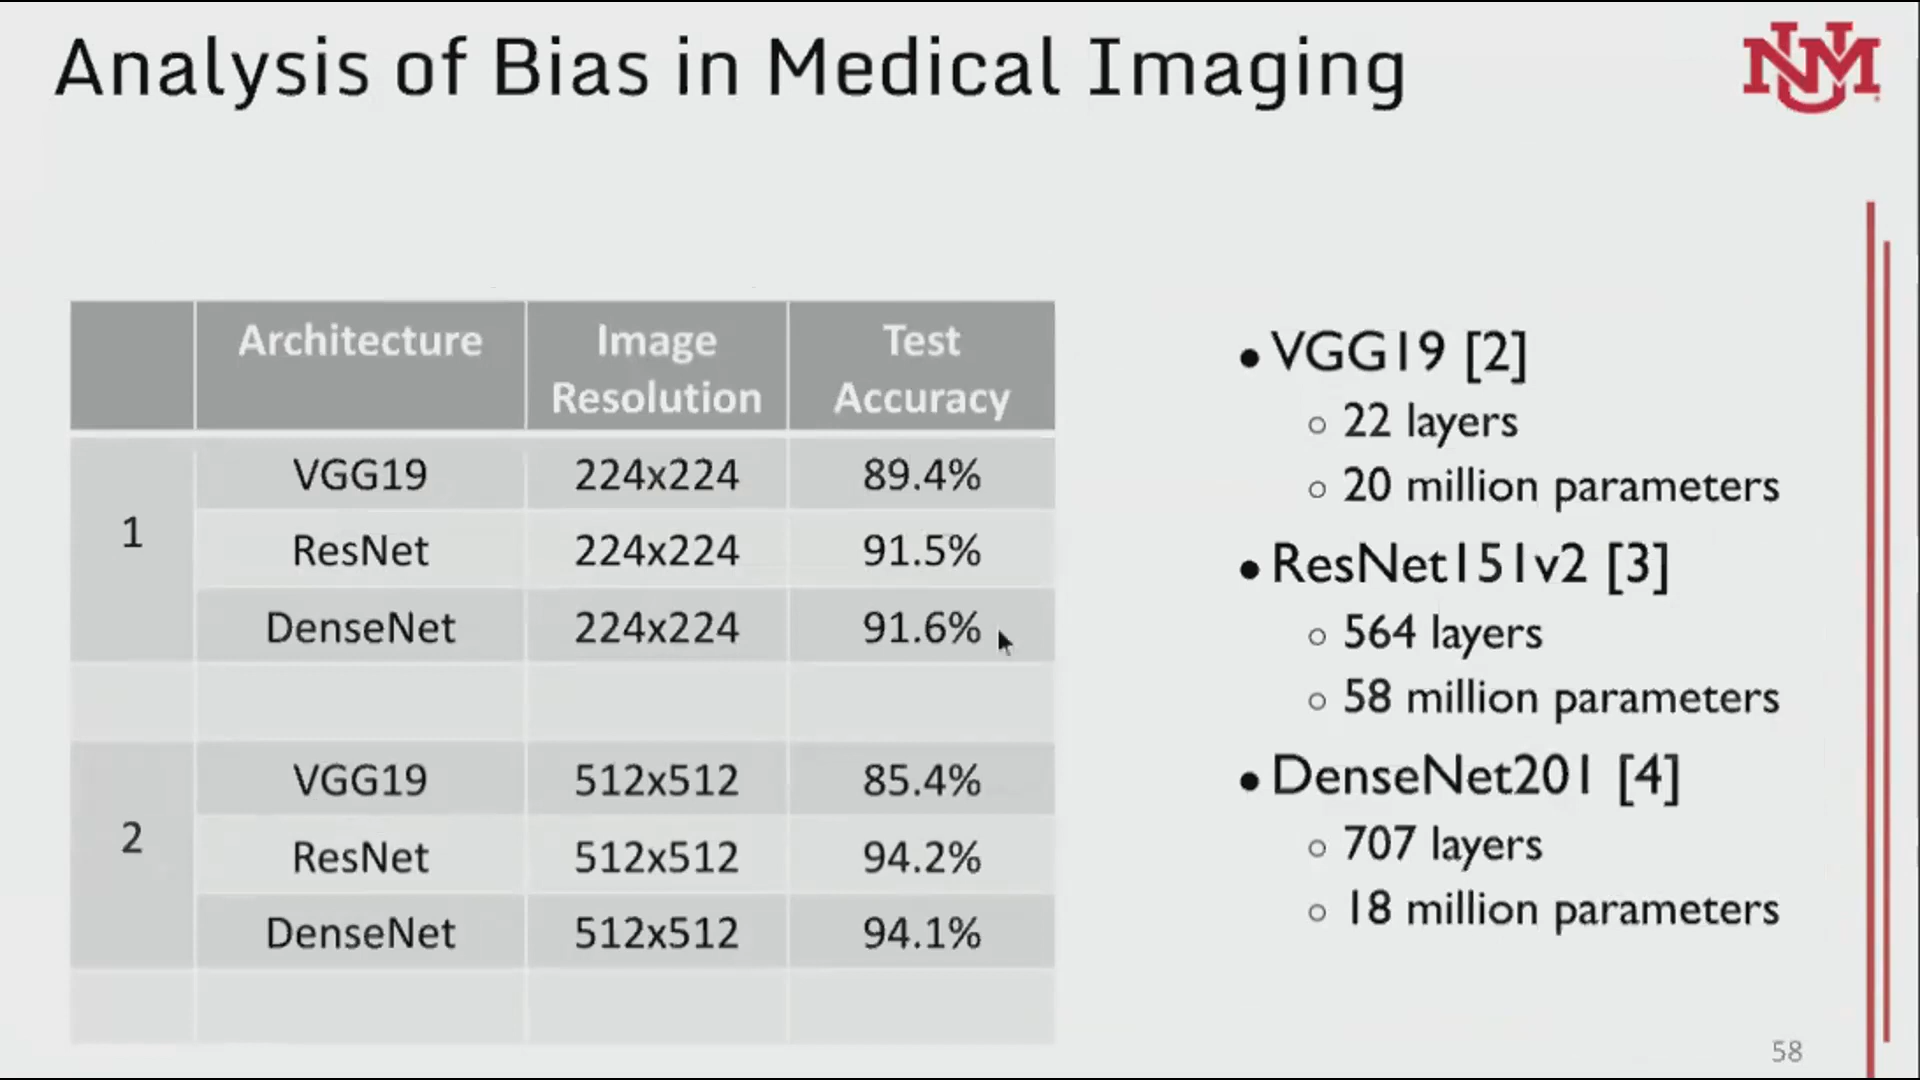 Analysis of Bias in Medical Imaging
UNM
Architecture Image Resolution Test Accuracy
1
VGG19 224x224 89.4%
ResNet 224x224 91.5%
DenseNet 224x224 91.6%
2
VGG19 512x512 85.4%
ResNet 512x512 94.2%
DenseNet 512x512 94.1%
• VGG19 [2]
○ 22 layers
○ 20 million parameters
• ResNet151v2 [3]
○ 564 layers
○ 58 million parameters
• DenseNet201 [4]
○ 707 layers
○ 18 million parameters
58